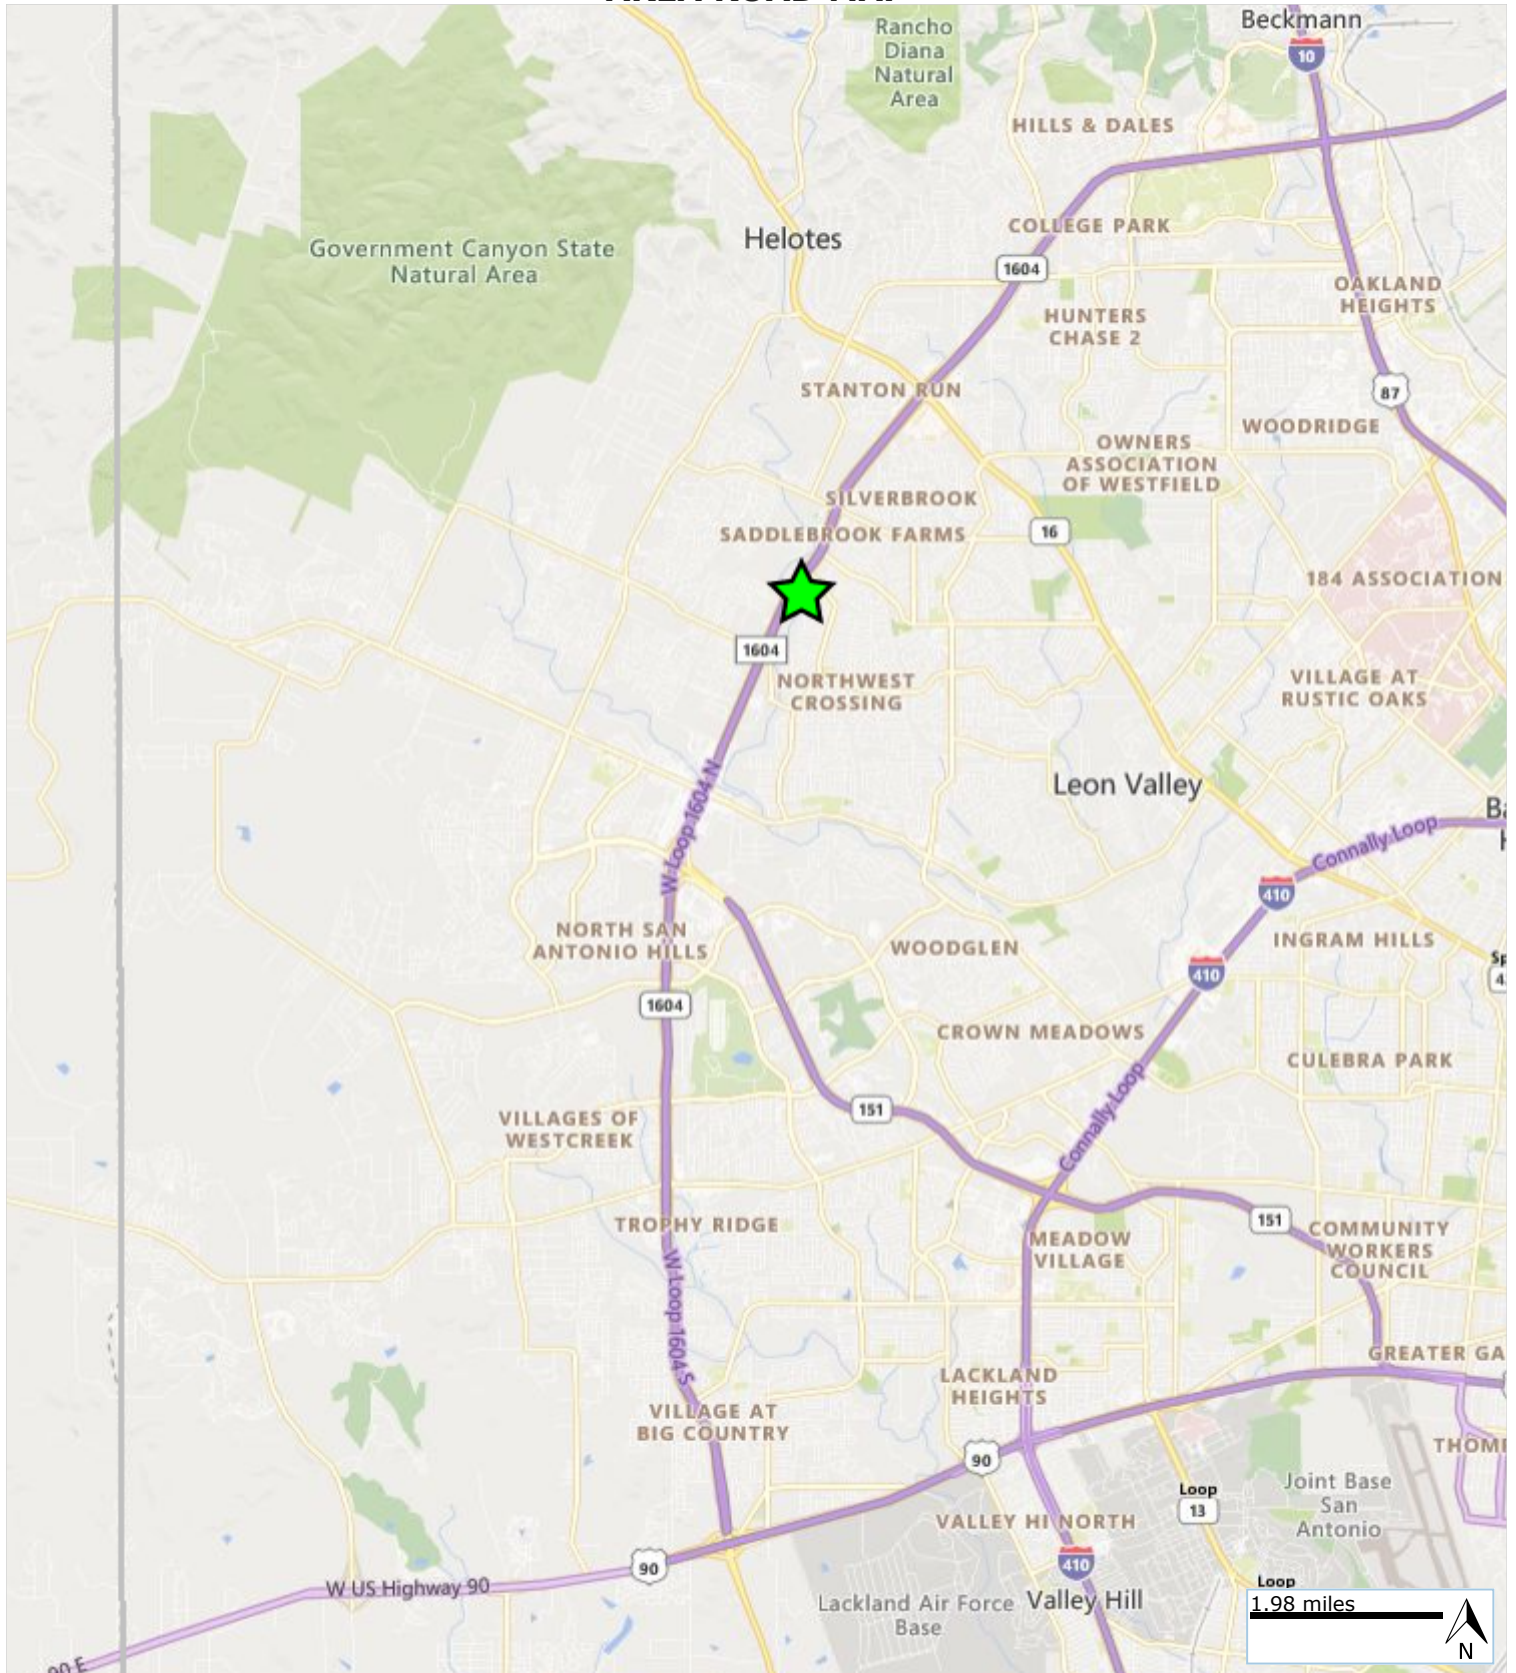 Beckmann
Rancho
Diana
Natural
Area
10
HILLS & DALES
Government Canyon State
Natural Area
Helotes
COLLEGE PARK
1604
OAKLAND
HEIGHTS
HUNTERS
CHASE 2
STANTON RUN
87
WOODRIDGE
OWNERS
ASSOCIATION
OF WESTFIELD
SILVERBROOK
SADDLEBROOK FARMS
16
184 ASSOCIATION
1604
NORTHWEST
CROSSING
VILLAGE AT
RUSTIC OAKS
Leon Valley
W Loop 1604 N
Connally Loop
410
NORTH SAN
ANTONIO HILLS
WOODGLEN
INGRAM HILLS
410
1604
CROWN MEADOWS
CULEBRA PARK
VILLAGES OF
WESTCREEK
151
Connally Loop
TROPHY RIDGE
151
MEADOW
VILLAGE
COMMUNITY
WORKERS
COUNCIL
W Loop 1604 S
GREATER GA
LACKLAND
HEIGHTS
VILLAGE AT
BIG COUNTRY
90
THOM
Joint Base
San
Antonio
Loop
13
VALLEY HI NORTH
90
410
W US Highway 90
Lackland Air Force
Base
Valley Hill
Loop
1.98 miles
N
90 E